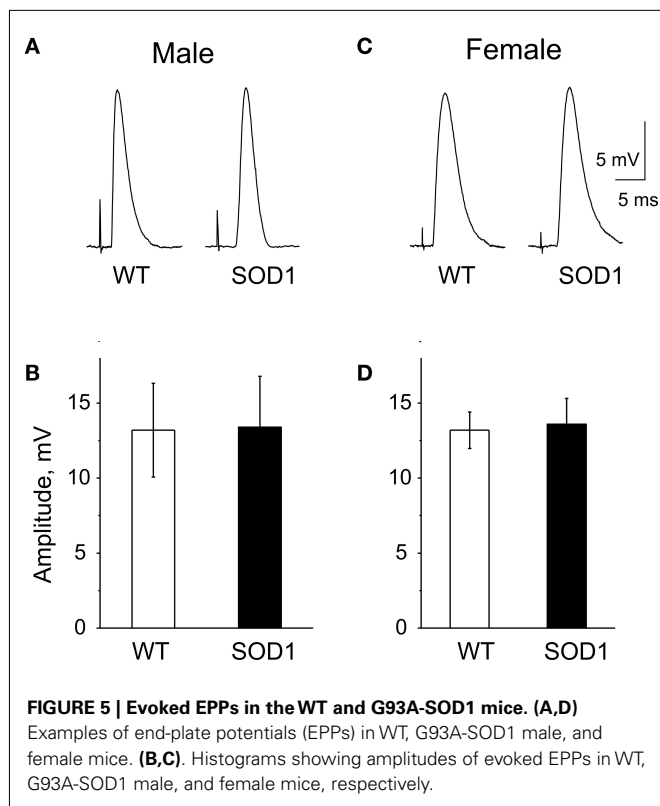 A Male
C Female
5 mV
5 ms
WT SOD1
WT SOD1
B
D
Amplitude, mV
15
10
5
0
WT SOD1
15
10
5
0
WT SOD1
FIGURE 5 | Evoked EPPs in the WT and G93A-SOD1 mice. (A,D)
Examples of end-plate potentials (EPPs) in WT, G93A-SOD1 male, and
female mice. (B,C). Histograms showing amplitudes of evoked EPPs in WT,
G93A-SOD1 male, and female mice, respectively.